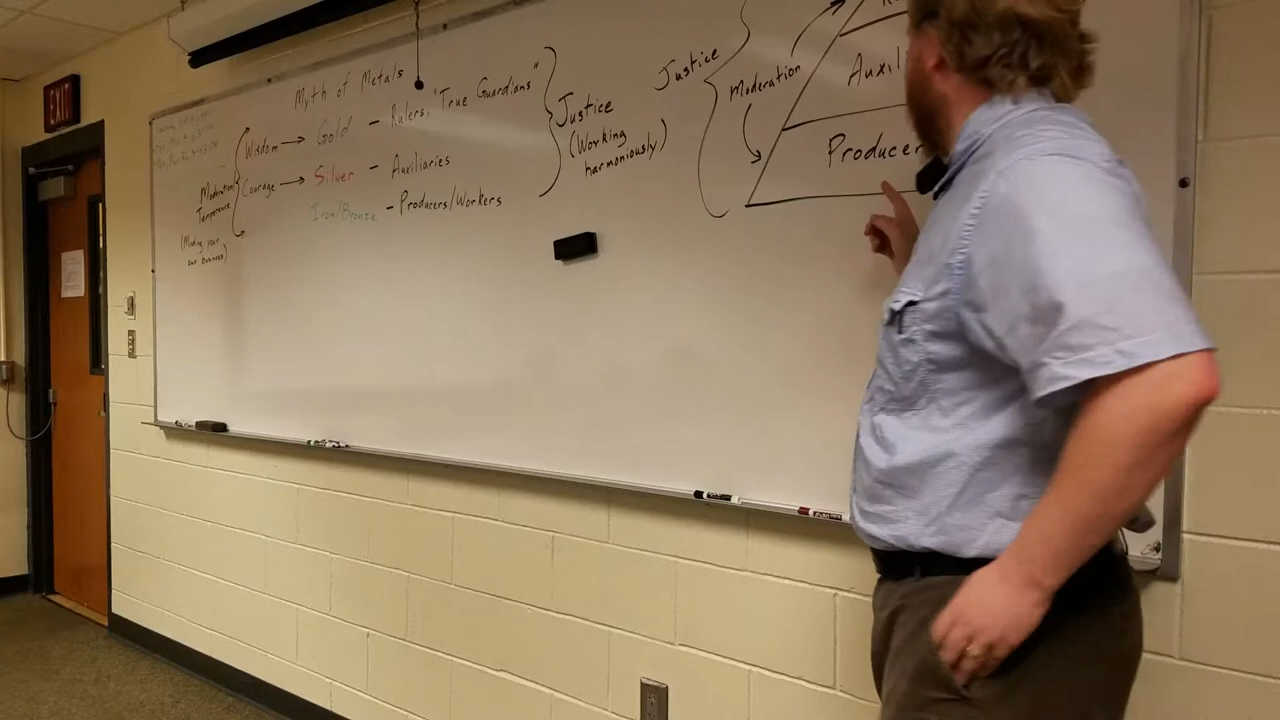 EXIT
Myth of Metals
Wisdom → Gold - Rulers, "True Guardians"
Courage → Silver - Auxiliaries
Iron/Bronze - Producers/Workers
Moderation
Temperence
(Minding your
own business)
Justice
(Working
harmoniously)
Justice
Moderation
Auxil
Producer